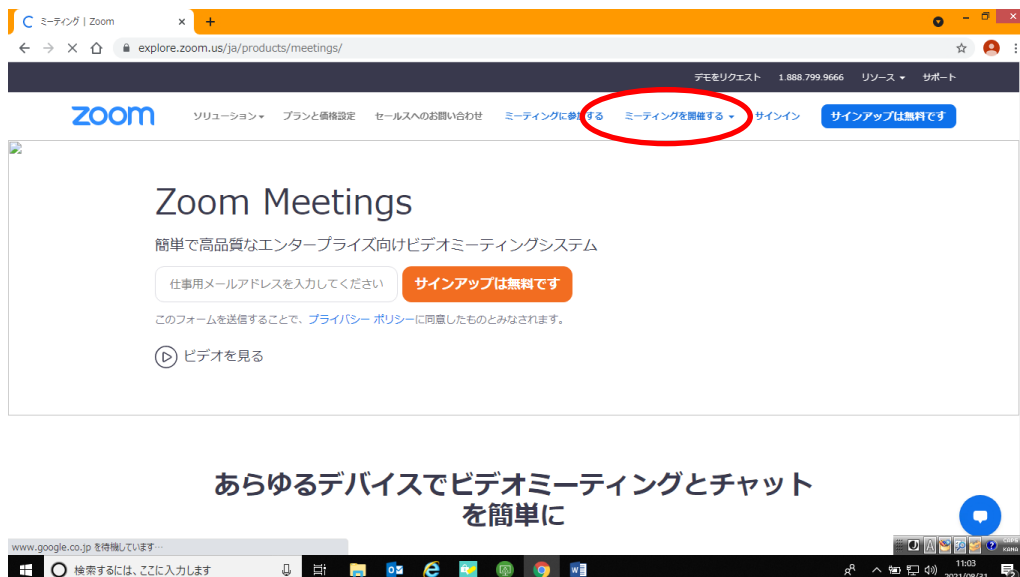 ミーティング | Zoom
explore.zoom.us/ja/products/meetings/
デモをリクエスト 1.888.799.9666 リソース サポート
zoom ソリューション プランと価格設定 セールスへのお問い合わせ ミーティングに参加する ミーティングを開催する サインイン サインアップは無料です
Zoom Meetings
簡単で高品質なエンタープライズ向けビデオミーティングシステム
仕事用メールアドレスを入力してください サインアップは無料です
このフォームを送信することで、プライバシー ポリシーに同意したものとみなされます。
ビデオを見る
あらゆるデバイスでビデオミーティングとチャット
を簡単に
www.google.co.jp を待機しています…
A CAPS
KANA
検索するには、ここに入力します 11:03
2021/08/31